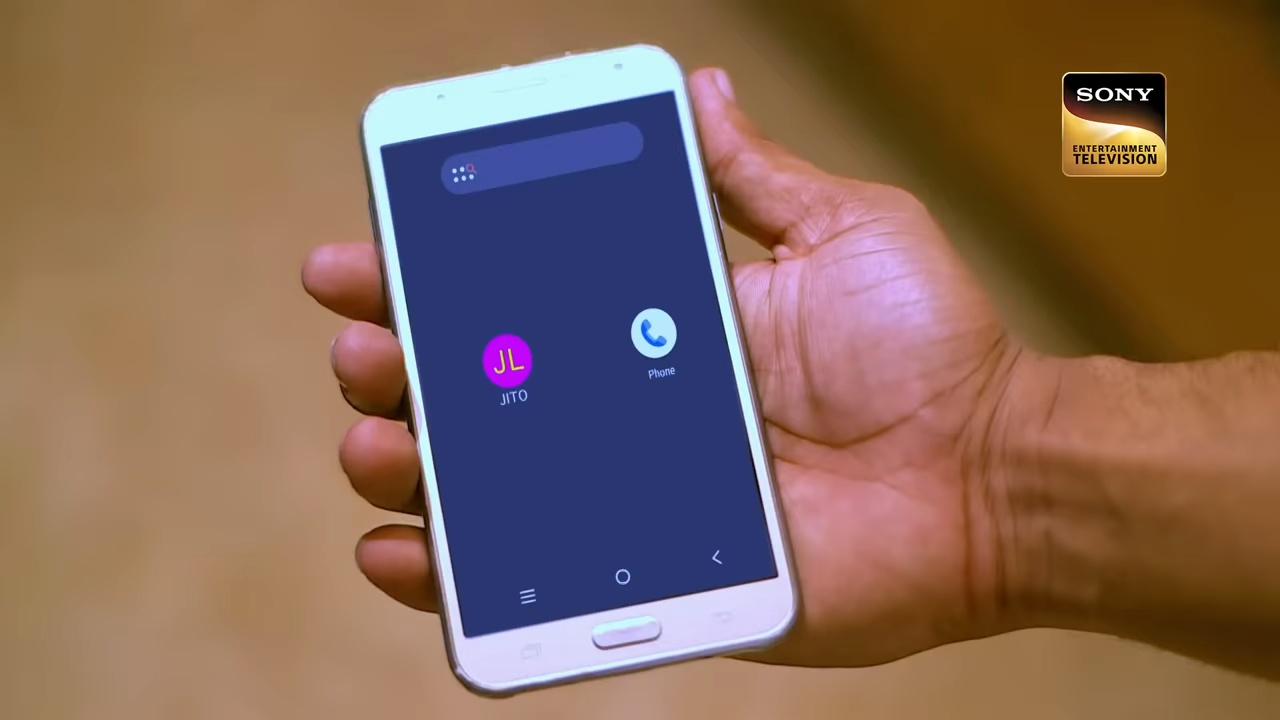 JL
JITO
Phone
SONY
ENTERTAINMENT
TELEVISION